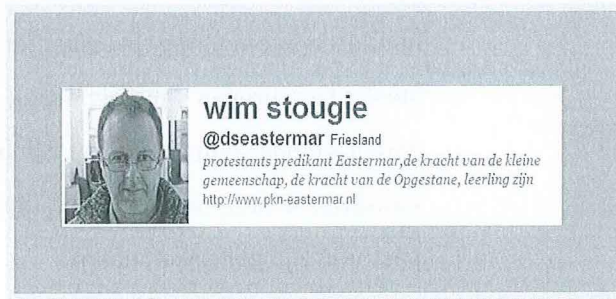 wim stougie
@dseastermar Friesland
protestants predikant Eastermar,de kracht van de kleine
gemeenschap, de kracht van de Opgestane, leerling zijn
http://www.pkn-eastermar.nl